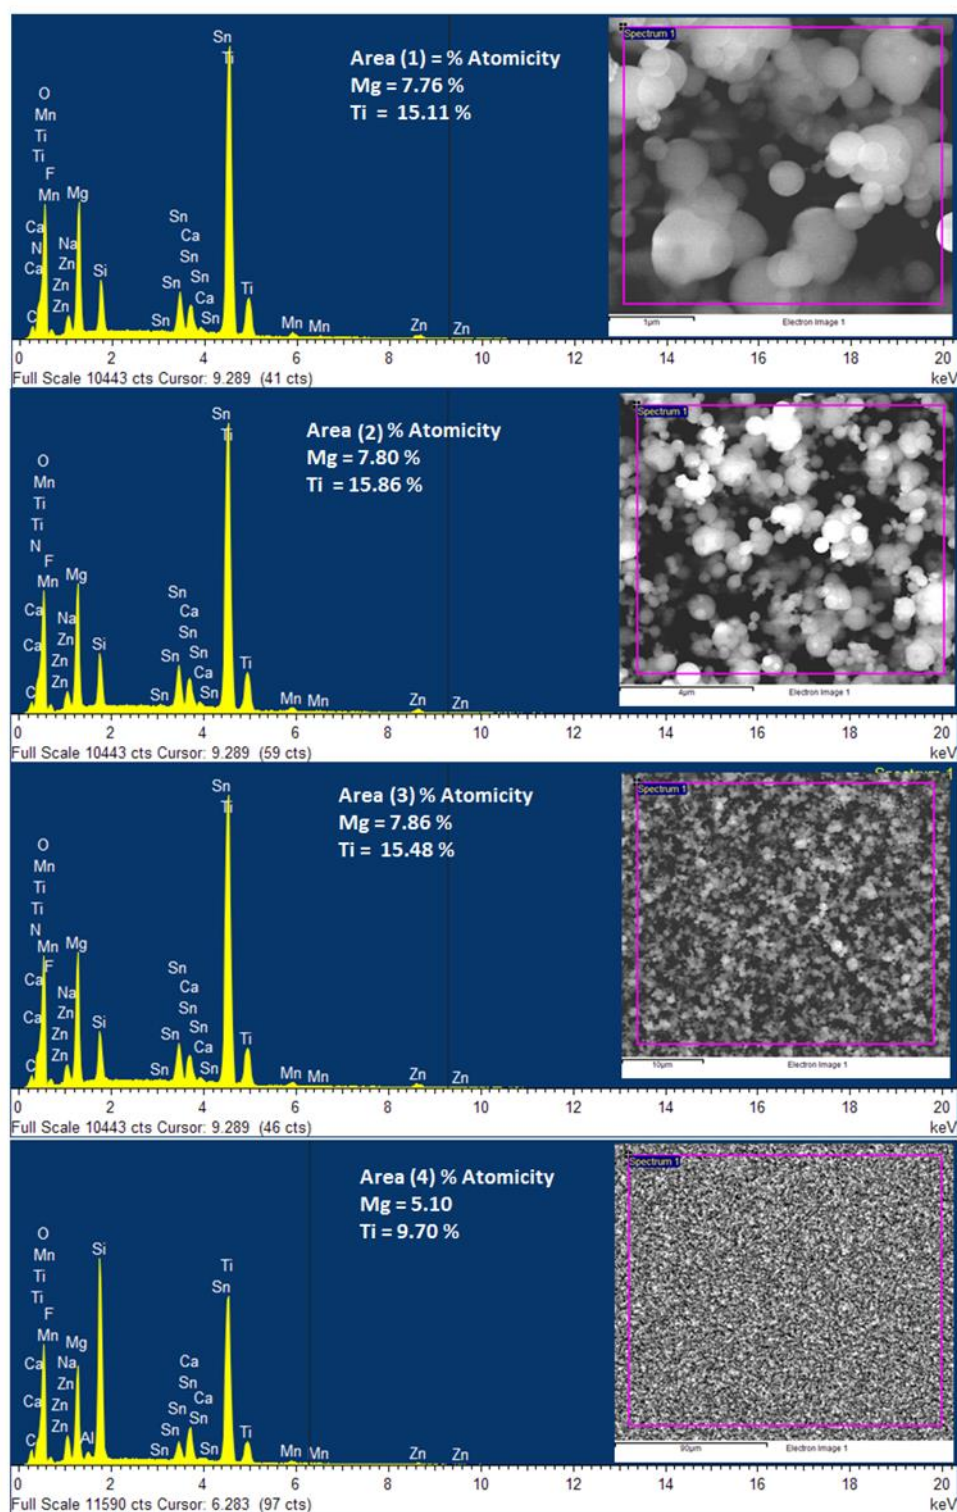 Sn
Ti
Area (1) = % Atomicity
Mg = 7.76 %
Ti = 15.11 %
O
Mn
Ti
Ti
F
Mn
Mg
Ca
N
Ca
Na
Zn
Zn
C
Si
Sn
Ca
Sn
Sn
Sn
Ca
Sn
Sn
Ti
Mn
Mn
Zn
Zn
Spectrum 1
1µm
Electron Image 1
0 2 4 6 8 10 12 14 16 18 20
Full Scale 10443 cts Cursor: 9.289 (41 cts)
keV
Sn
Ti
Area (2) % Atomicity
Mg = 7.80 %
Ti = 15.86 %
O
Mn
Ti
Ti
N
F
Mn
Mg
Ca
Ca
Na
Zn
Zn
Zn
C
Si
Sn
Ca
Sn
Sn
Sn
Ca
Sn
Sn
Ti
Mn
Mn
Zn
Zn
Spectrum 1
4µm
Electron Image 1
0 2 4 6 8 10 12 14 16 18 20
Full Scale 10443 cts Cursor: 9.289 (59 cts)
keV
Spectrum 1
Sn
Ti
Area (3) % Atomicity
Mg = 7.86 %
Ti = 15.48 %
O
Mn
Ti
Ti
N
Mn
F
Mg
Ca
Ca
Na
Zn
Zn
Zn
C
Si
Sn
Ca
Sn
Sn
Sn
Ca
Sn
Sn
Ti
Mn
Mn
Zn
Zn
Spectrum 1
10µm
Electron Image 1
0 2 4 6 8 10 12 14 16 18 20
Full Scale 10443 cts Cursor: 9.289 (46 cts)
keV
Area (4) % Atomicity
Mg = 5.10
Ti = 9.70 %
O
Mn
Ti
Ti
F
Mn
Mg
Ca
Ca
Na
Zn
Zn
Zn
C
Al
Si
Ti
Sn
Ca
Sn
Ca
Sn
Sn
Sn
Sn
Sn
Ti
Mn
Mn
Zn
Zn
Spectrum 1
90µm
Electron Image 1
0 2 4 6 8 10 12 14 16 18 20
Full Scale 11590 cts Cursor: 6.283 (97 cts)
keV